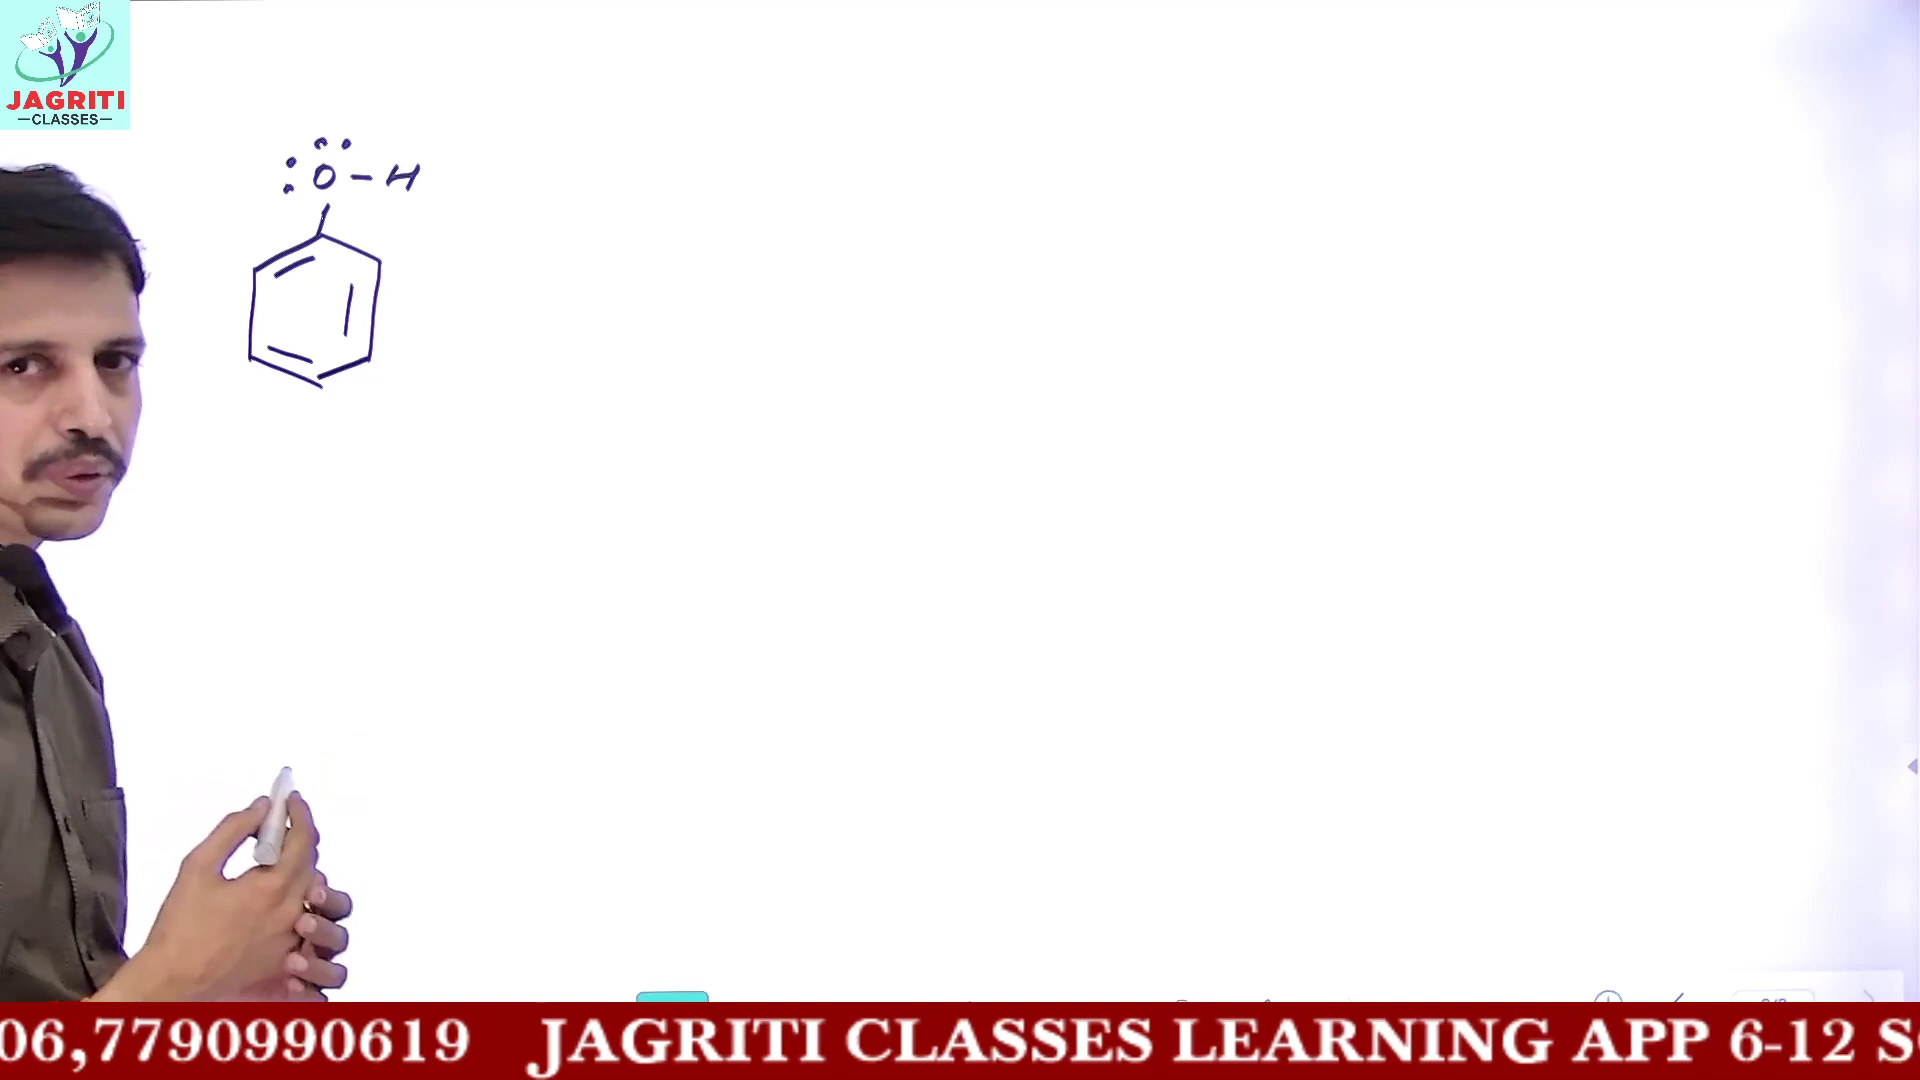 JAGRITI
—CLASSES—
O - H
06,7790990619 JAGRITI CLASSES LEARNING APP 6-12 S